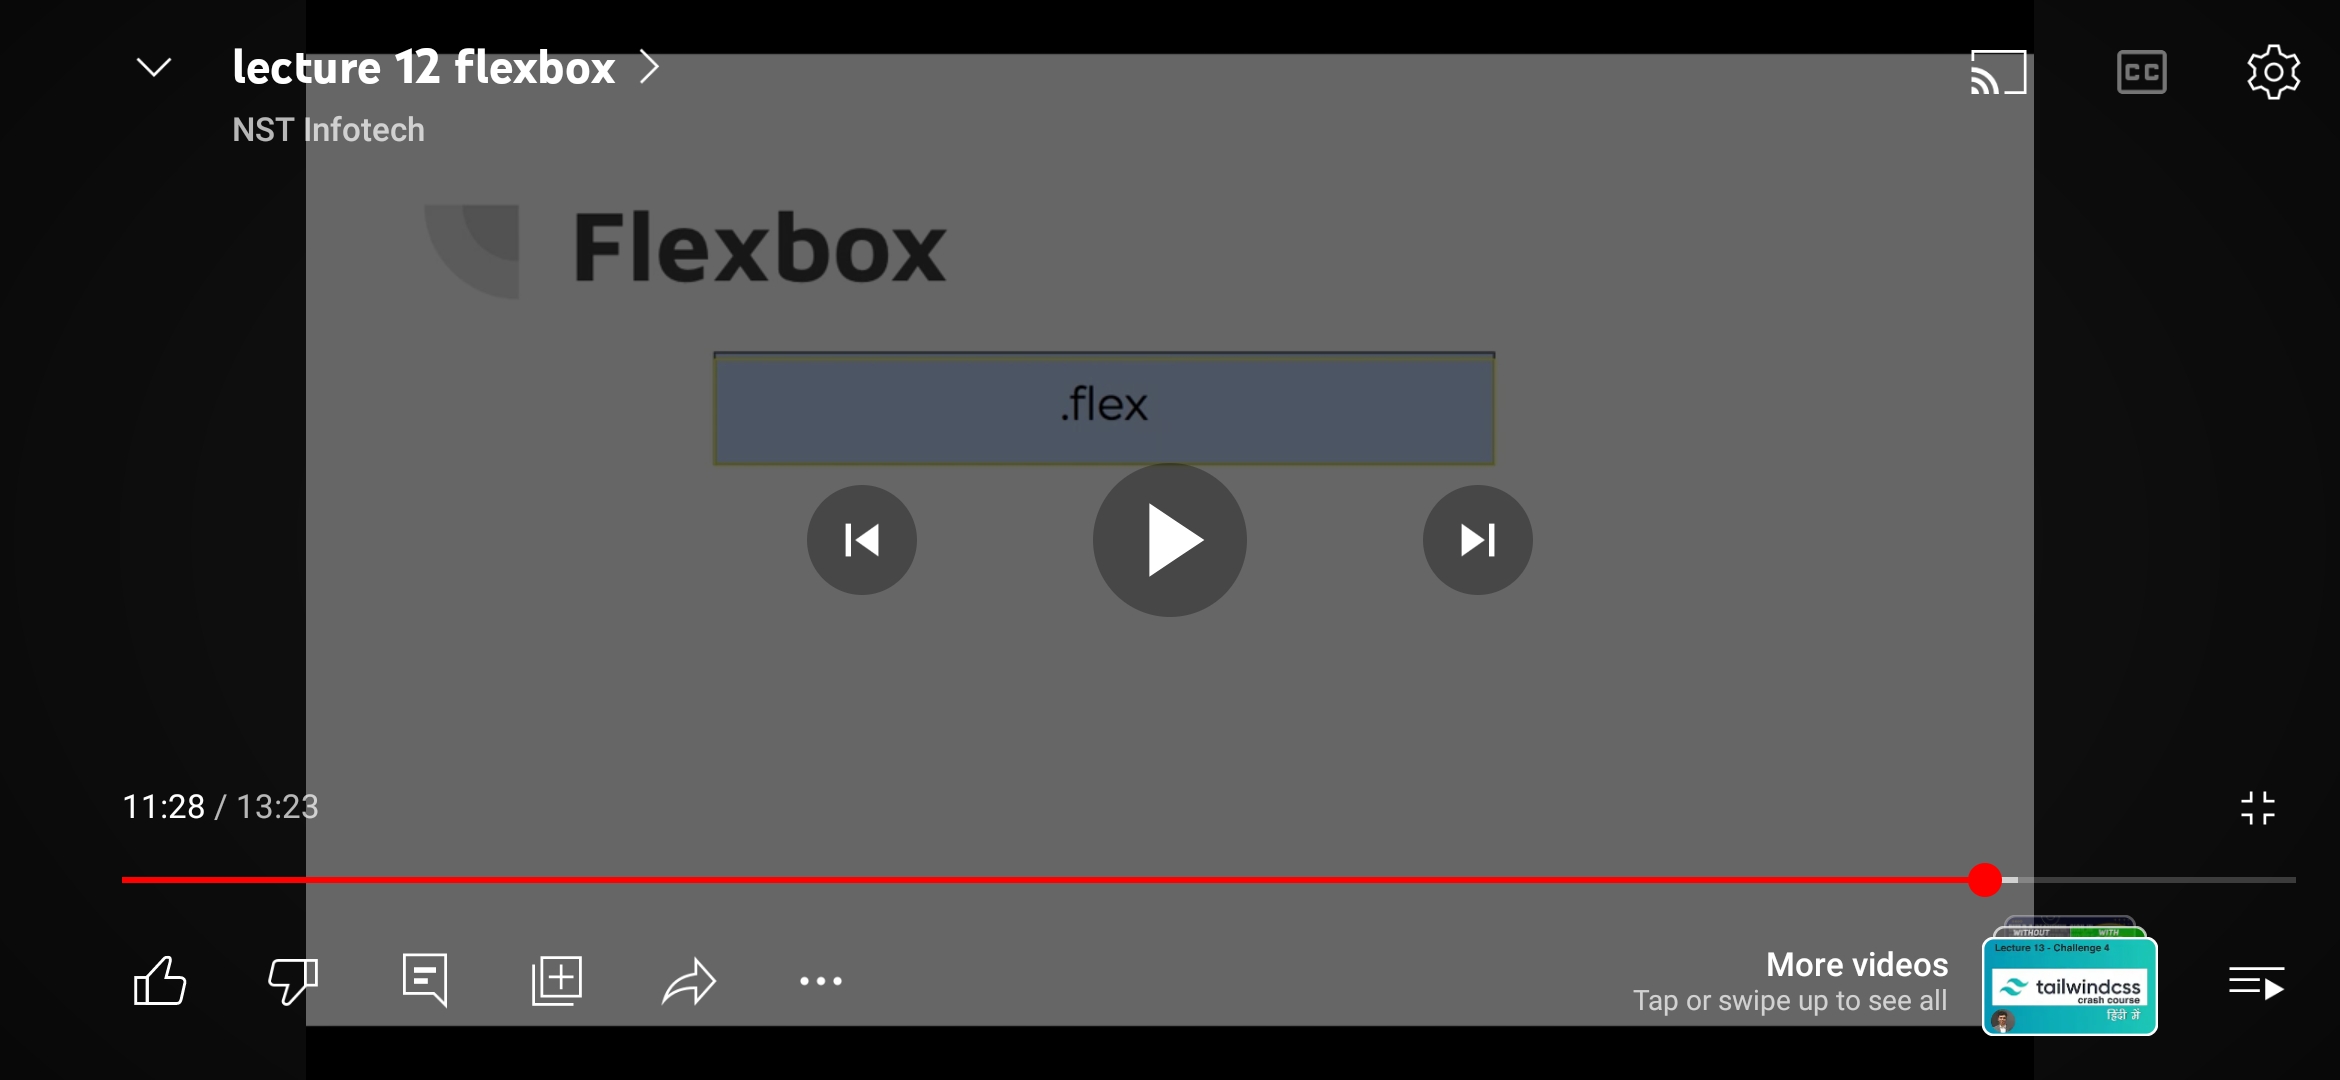 lecture 12 flexbox
NST Infotech
CC
Flexbox
.flex
11:28 / 13:23
More videos
Tap or swipe up to see all
WITHOUT WITH
Lecture 13 - Challenge 4
tailwindcss
crash course
हिंदी में